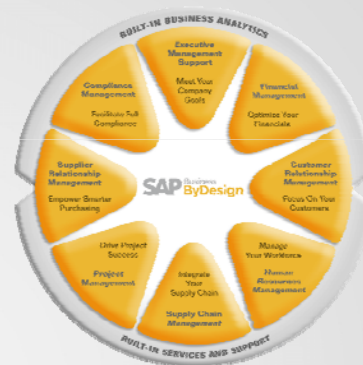 BUILT-IN BUSINESS ANALYTICS
Executive
Management
Support
Meet Your
Company
Goals
Financial
Management
Optimize Your
Financials
Customer
Relationship
Management
Focus On Your
Customers
Manage
Your Workforce
Human
Resources
Management
Integrate
Your
Supply Chain
Supply Chain
Management
Drive Project
Success
Project
Management
Supplier
Relationship
Management
Empower Smarter
Purchasing
Compliance
Management
Facilitate Full
Compliance
SAP Business
ByDesign
BUILT-IN SERVICES AND SUPPORT